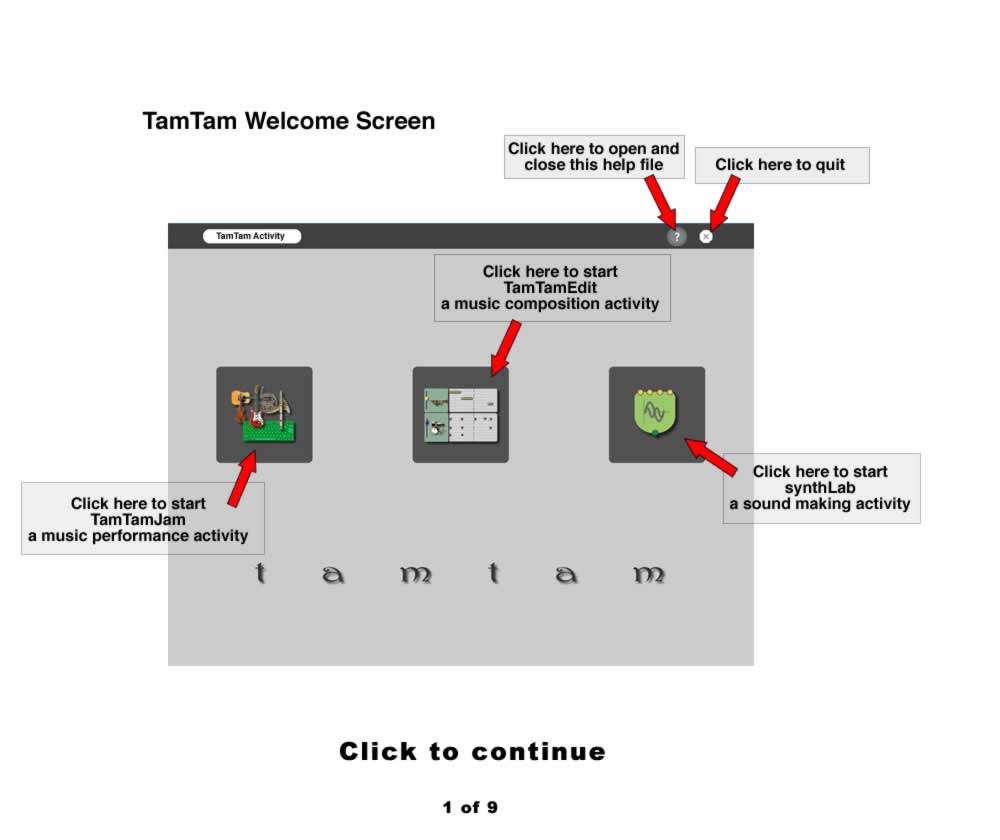 TamTam Welcome Screen
Click here to open and
close this help file
Click here to quit
TamTam Activity
?
Click here to start
TamTamEdit
a music composition activity
Click here to start
synthLab
a sound making activity
Click here to start
TamTamJam
a music performance activity
t a m t a m
Click to continue
1 of 9